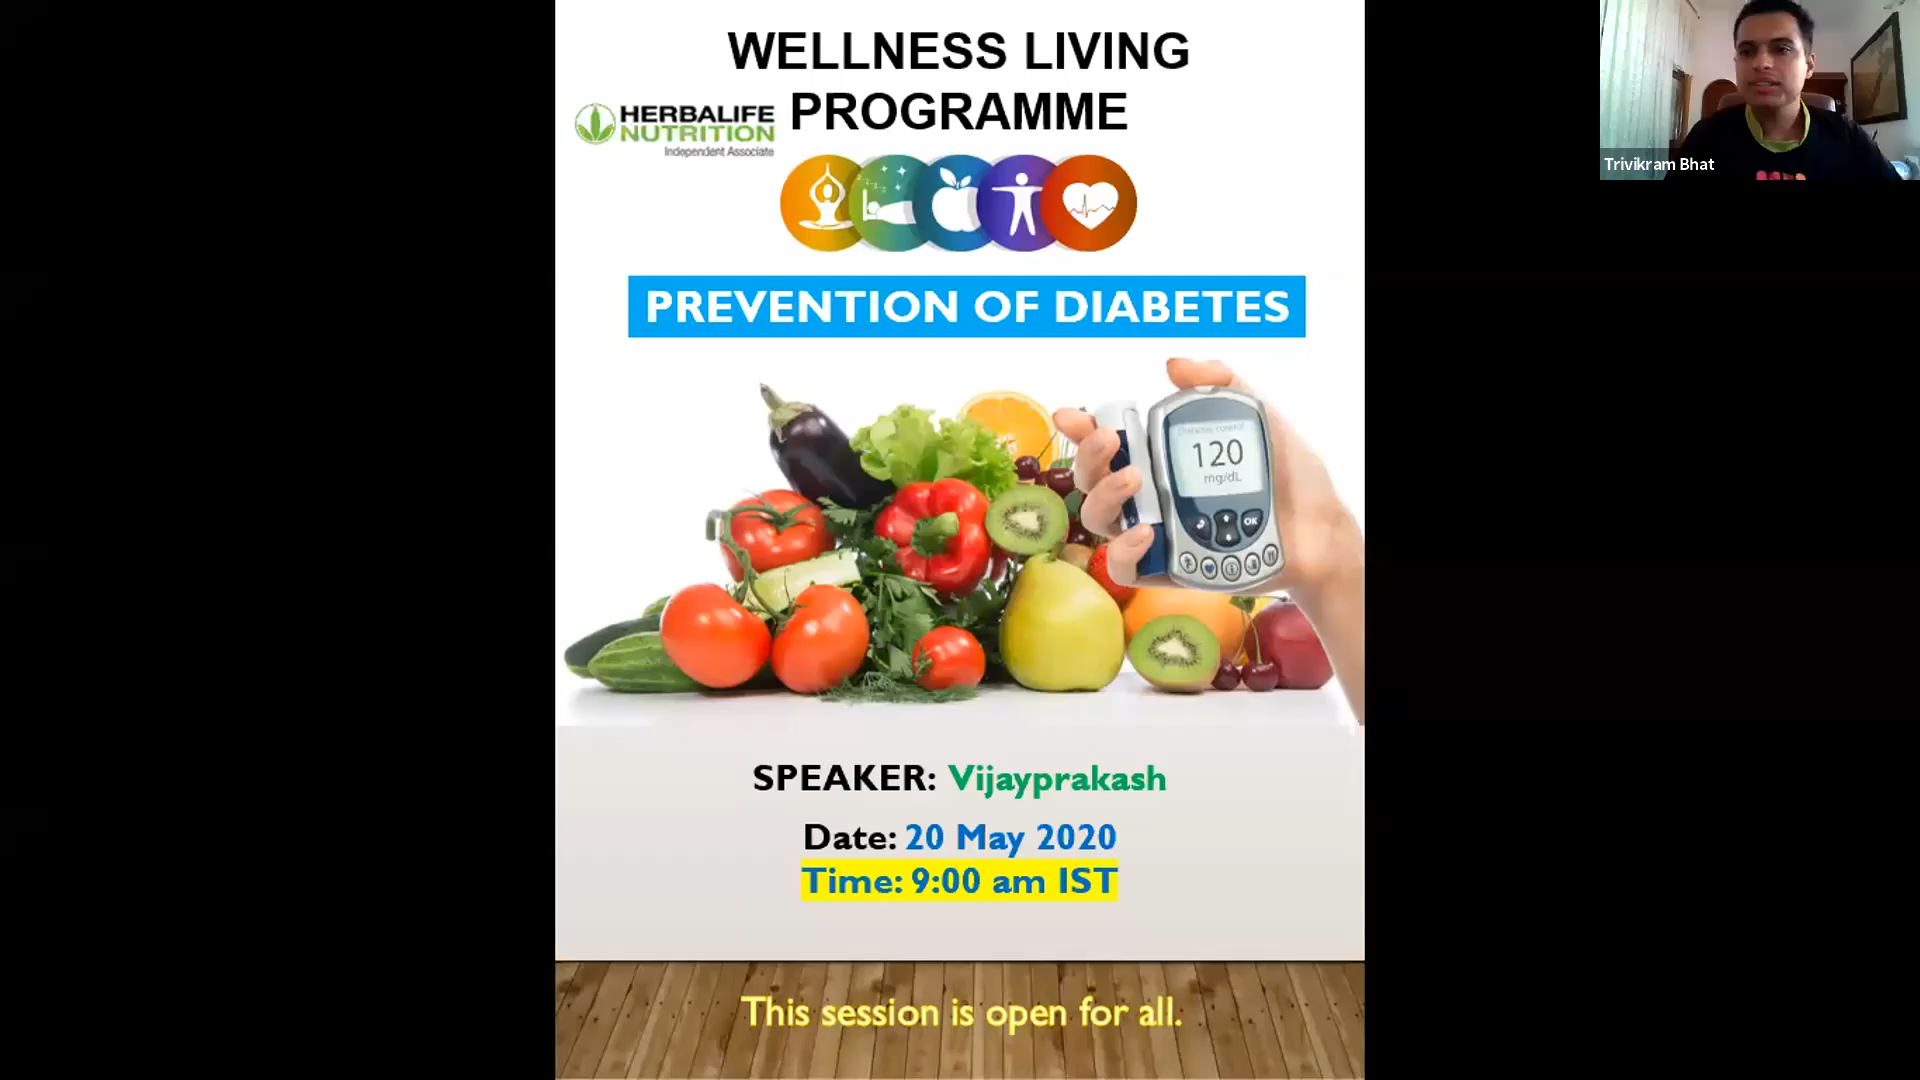 WELLNESS LIVING
PROGRAMME
HERBALIFE
NUTRITION
Independent Associate
Trivikram Bhat
PREVENTION OF DIABETES
120
mg/dL
OK
SPEAKER: Vijayprakash
Date: 20 May 2020
Time: 9:00 am IST
This session is open for all.